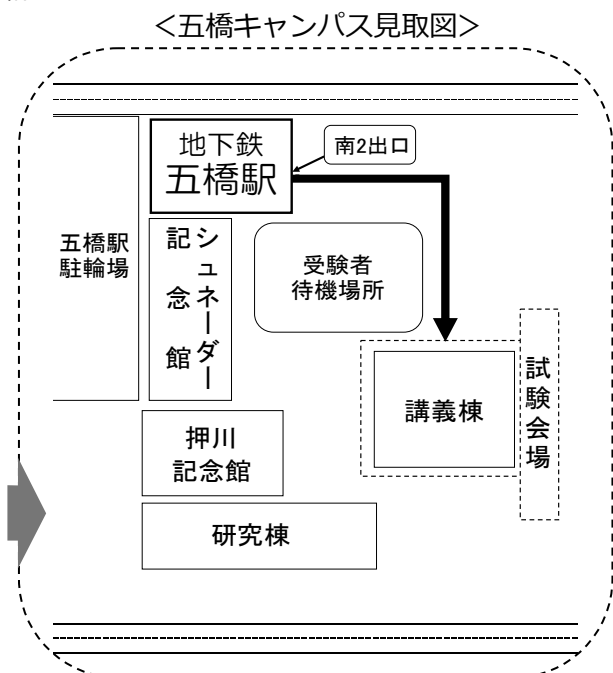 <五橋キャンパス見取図>
地下鉄
五橋駅
南2出口
五橋駅
駐輪場
シュネーダー
記念館
受験者
待機場所
講義棟
試験会場
押川
記念館
研究棟